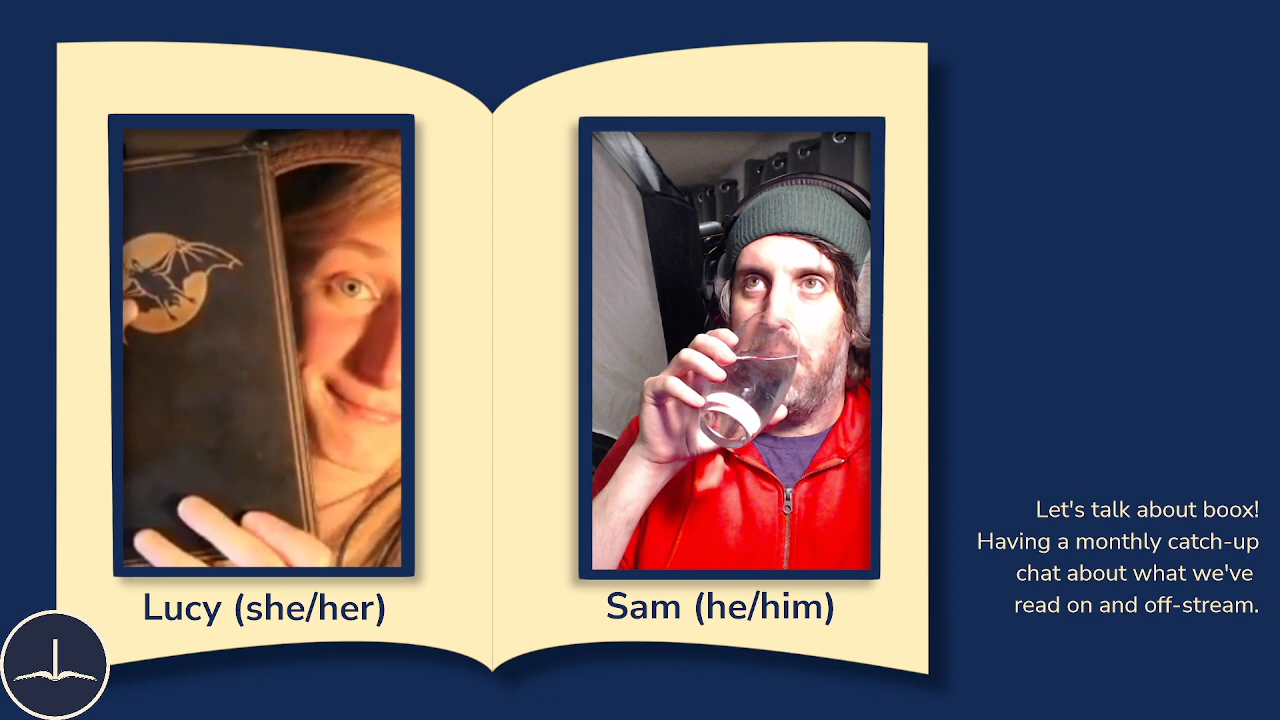 Lucy (she/her)
Sam (he/him)
Let's talk about boox!
Having a monthly catch-up
chat about what we've
read on and off-stream.